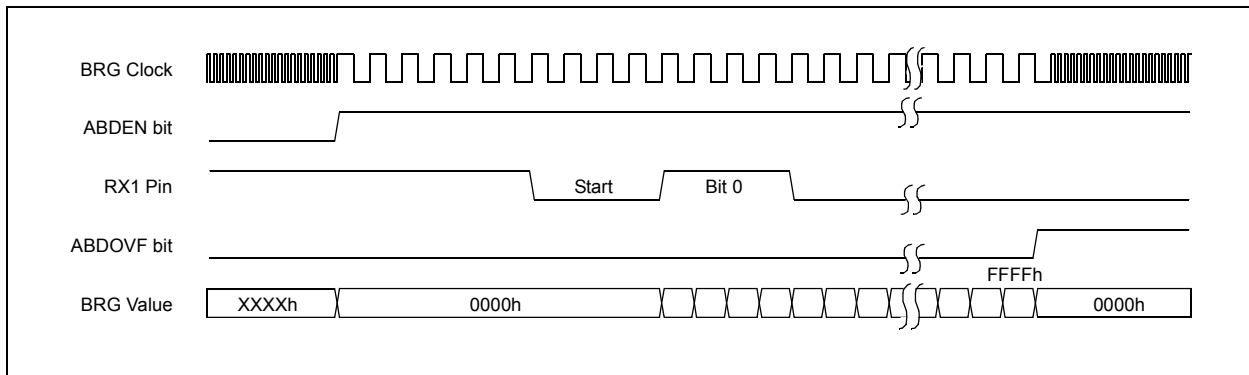 BRG Clock
ABDEN bit
RX1 Pin
Start
Bit 0
ABDOVF bit
FFFFh
BRG Value
XXXXh
0000h
0000h